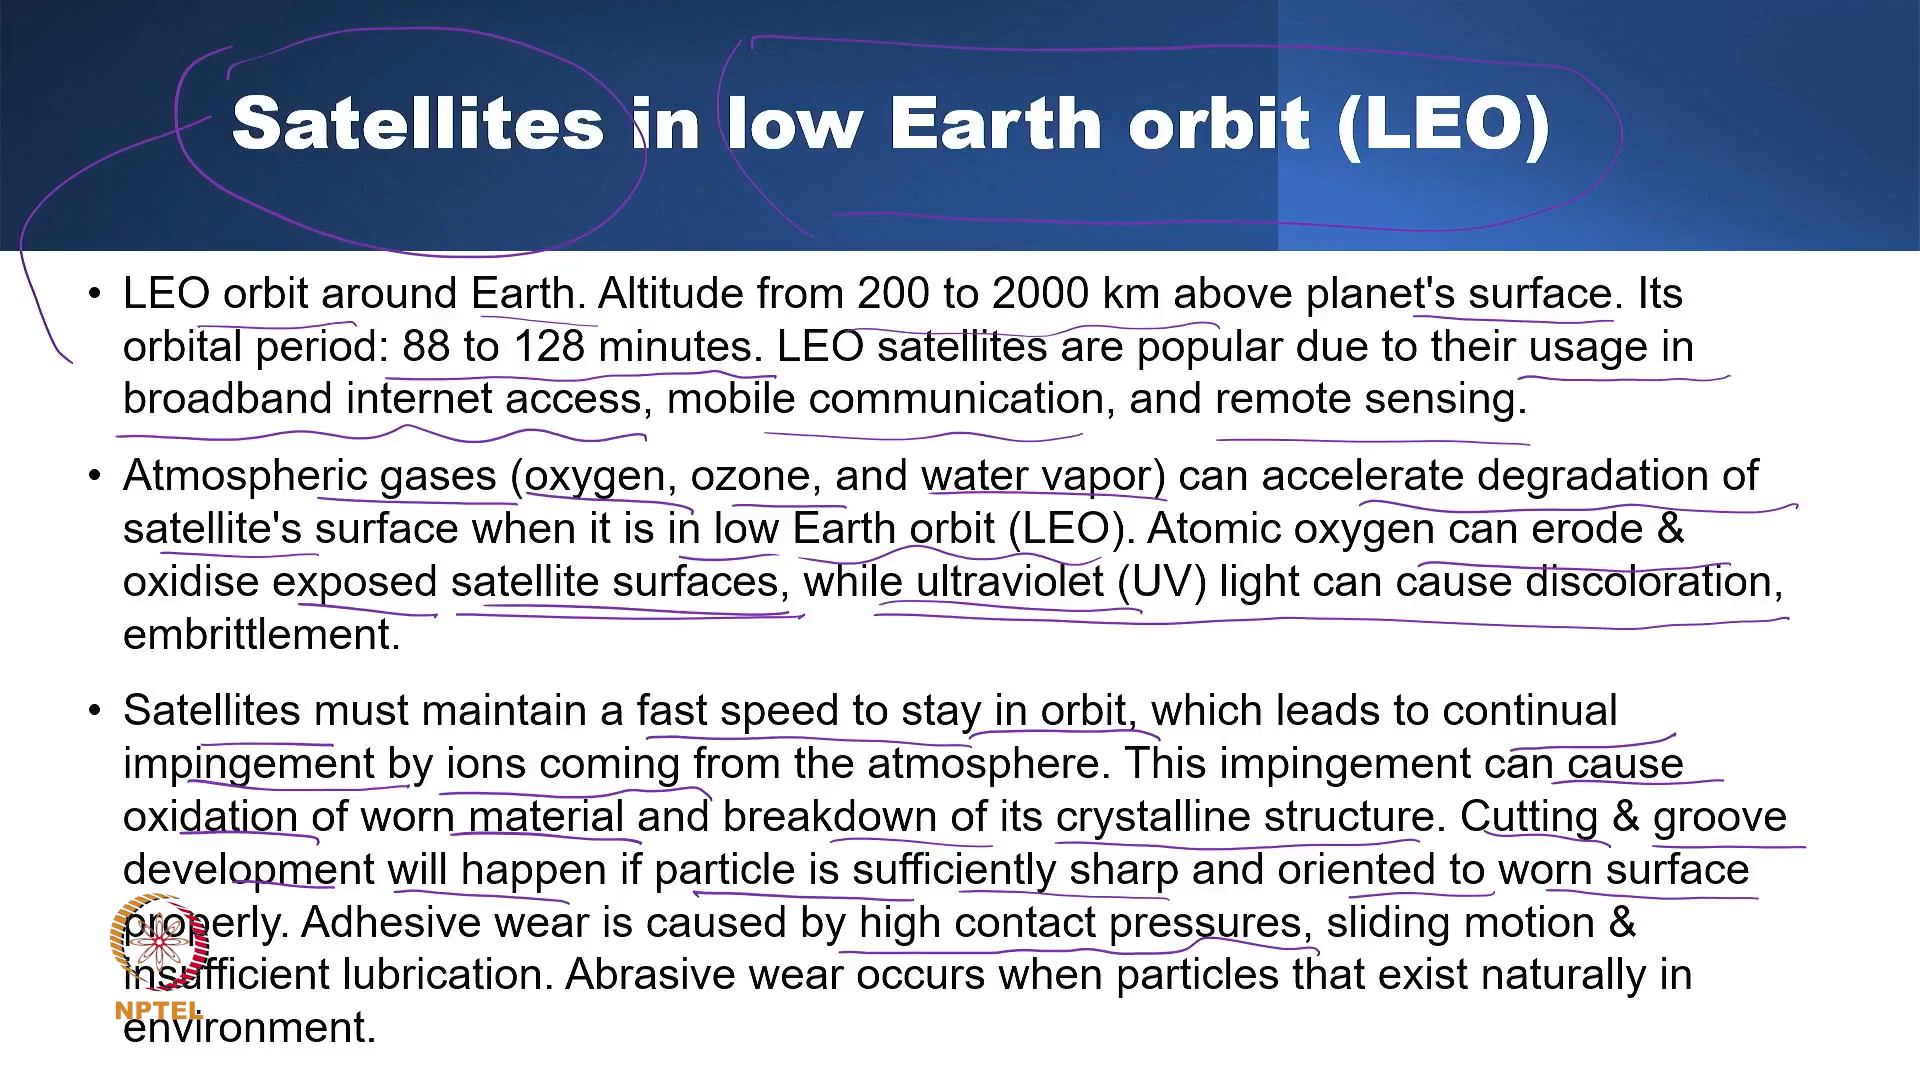 Satellites in low Earth orbit (LEO)
• LEO orbit around Earth. Altitude from 200 to 2000 km above planet's surface. Its
orbital period: 88 to 128 minutes. LEO satellites are popular due to their usage in
broadband internet access, mobile communication, and remote sensing.
• Atmospheric gases (oxygen, ozone, and water vapor) can accelerate degradation of
satellite's surface when it is in low Earth orbit (LEO). Atomic oxygen can erode &
oxidise exposed satellite surfaces, while ultraviolet (UV) light can cause discoloration,
embrittlement.
• Satellites must maintain a fast speed to stay in orbit, which leads to continual
impingement by ions coming from the atmosphere. This impingement can cause
oxidation of worn material and breakdown of its crystalline structure. Cutting & groove
development will happen if particle is sufficiently sharp and oriented to worn surface
properly. Adhesive wear is caused by high contact pressures, sliding motion &
insufficient lubrication. Abrasive wear occurs when particles that exist naturally in
environment.
NPTEL